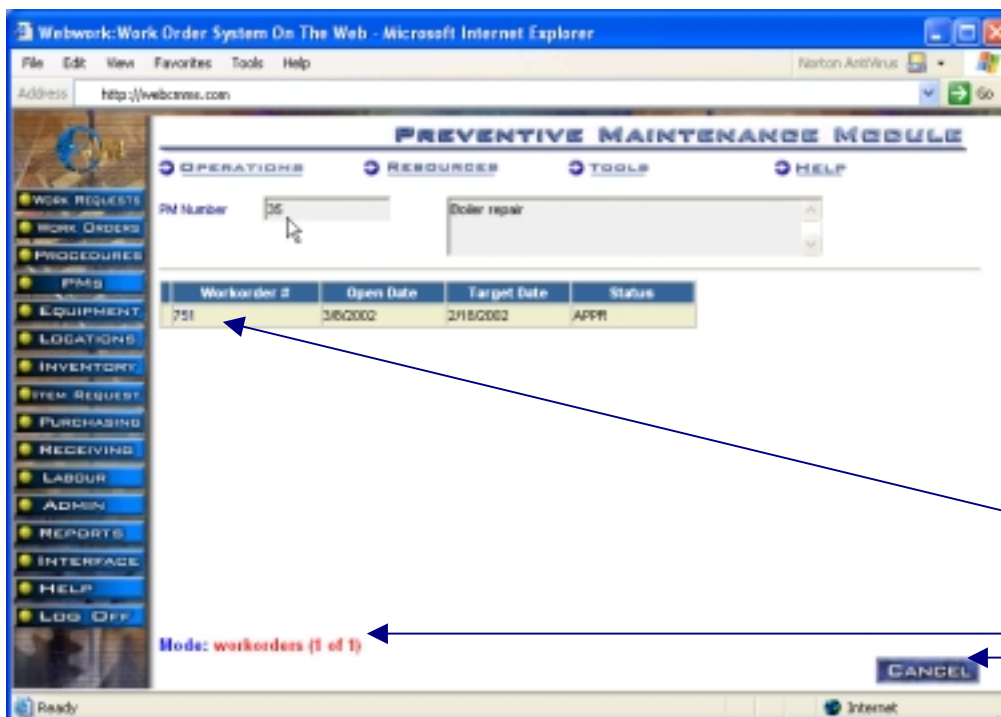 Webwork:Work Order System On The Web - Microsoft Internet Explorer
File Edit View Favorites Tools Help Norton AntiVirus
Address http://webcmms.com Go
PREVENTIVE MAINTENANCE MODULE
OPERATIONS RESOURCES TOOLS HELP
PM Number 35 Boiler repair
Workorder # Open Date Target Date Status
751 3/6/2002 2/18/2002 APPR
WORK REQUESTS
WORK ORDERS
PROCEDURES
PMS
EQUIPMENT
LOCATIONS
INVENTORY
ITEM REQUEST
PURCHASING
RECEIVING
LABOUR
ADMIN
REPORTS
INTERFACE
HELP
LOG OFF
Mode: workorders (1 of 1)
CANCEL
Ready Internet